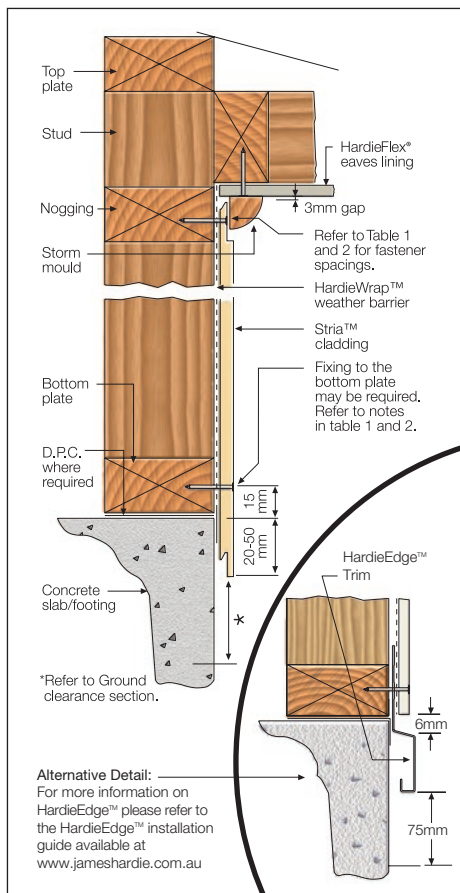 Top
plate
Stud
HardieFlex®
eaves lining
Nogging
3mm gap
Storm
mould
Refer to Table 1
and 2 for fastener
spacings.
HardieWrap™
weather barrier
Stria™
cladding
Bottom
plate
Fixing to the
bottom plate
may be required.
Refer to notes
in table 1 and 2.
D.P.C.
where
required
15
mm
20-50
mm
HardieEdge™
Trim
Concrete
slab/footing
*
*Refer to Ground
clearance section.
6mm
Alternative Detail:
For more information on
HardieEdge™ please refer to
the HardieEdge™ installation
guide available at
www.jameshardie.com.au
75mm